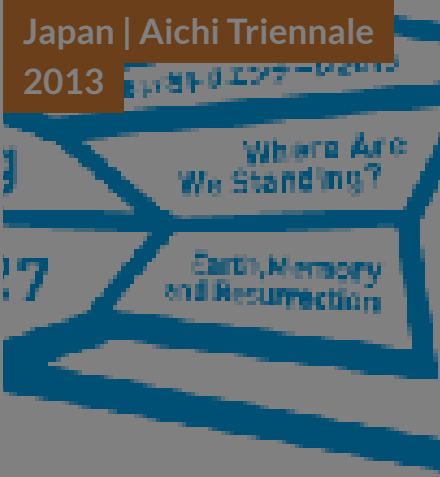 Japan | Aichi Triennale
2013
Where Are
We Standing?
Earth, Memory
and Resurrection